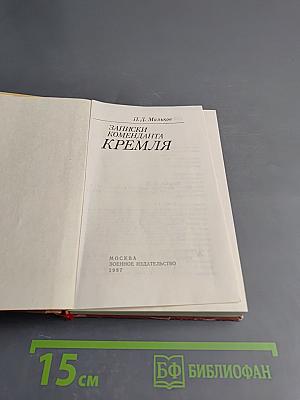 П. Д. Мальков
ЗАПИСКИ
КОМЕНДАНТА
КРЕМЛЯ
МОСКВА
ВОЕННОЕ ИЗДАТЕЛЬСТВО
1987
15 см
БФ БИБЛИОФАН